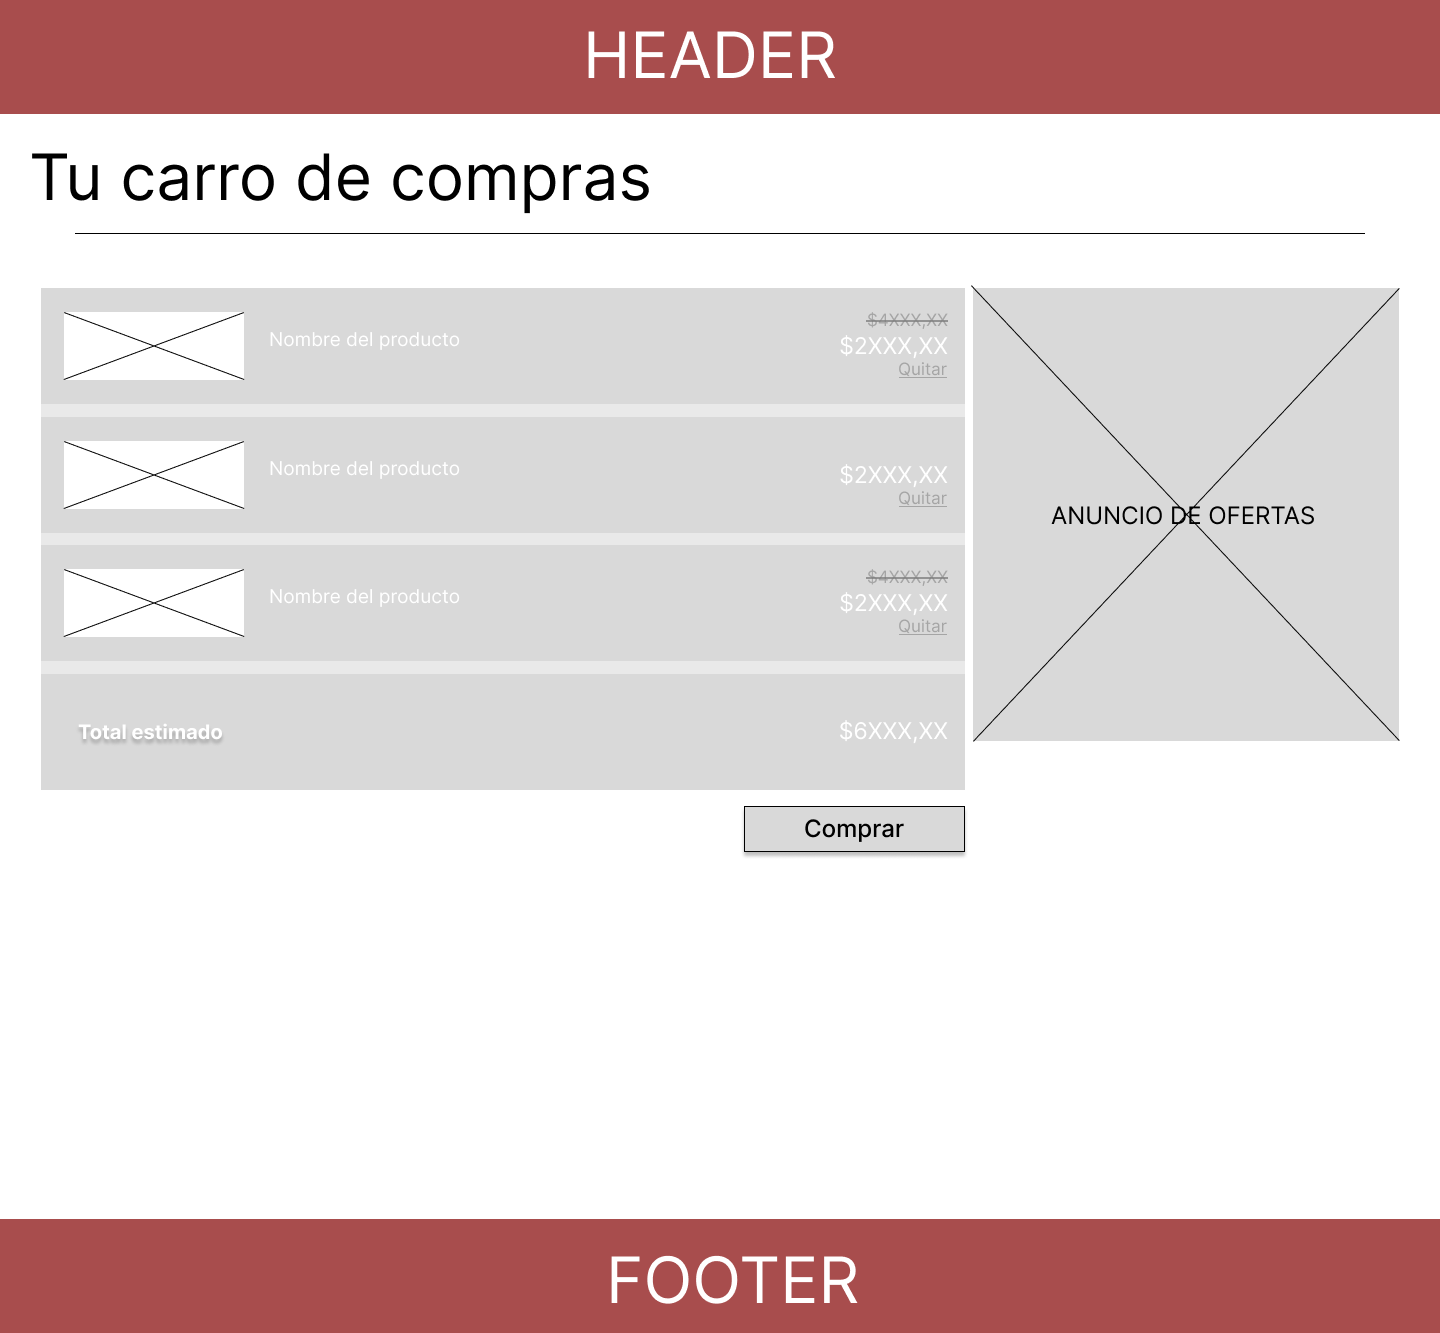 HEADER
Tu carro de compras
$4XXX,XX
Nombre del producto
$2XXX,XX
Quitar
Nombre del producto
$2XXX,XX
Quitar
ANUNCIO DE OFERTAS
$4XXX,XX
Nombre del producto
$2XXX,XX
Quitar
Total estimado
$6XXX,XX
Comprar
FOOTER